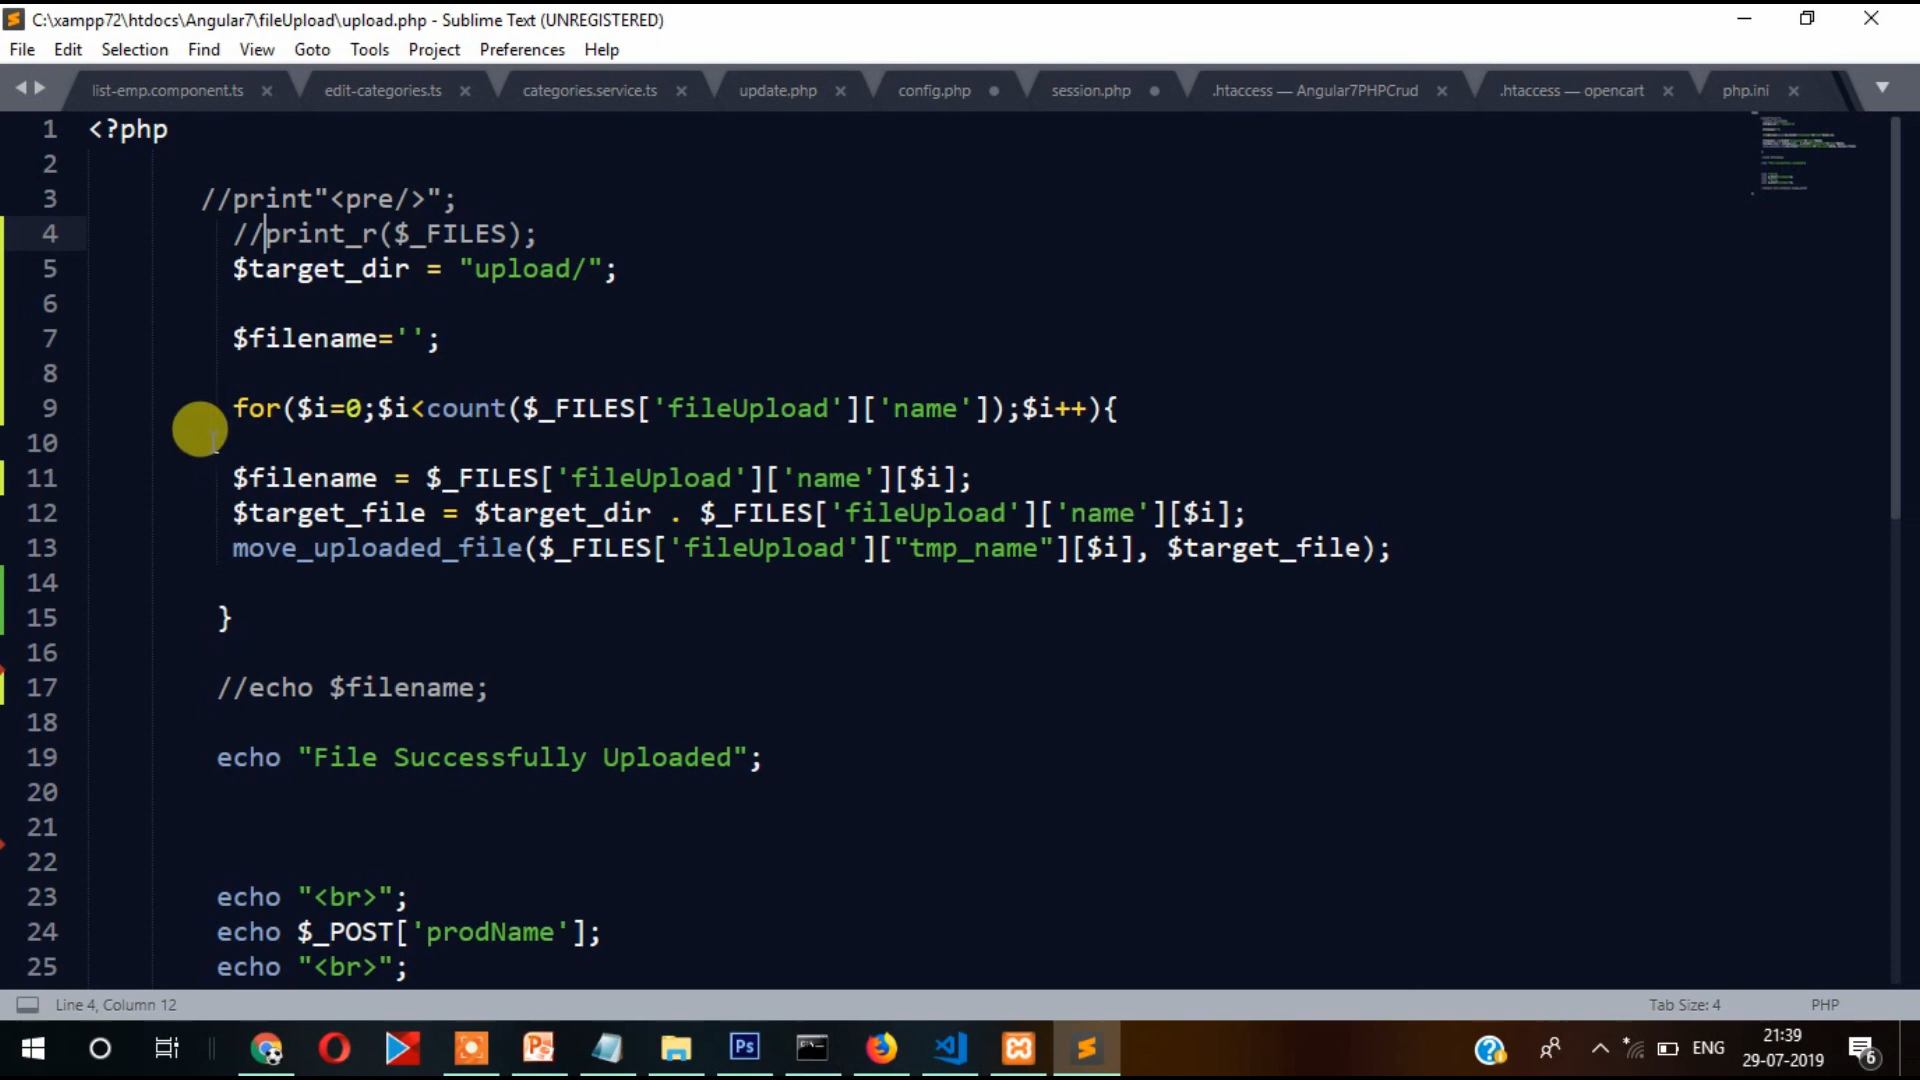 C:\xampp72\htdocs\Angular7\fileUpload\upload.php - Sublime Text (UNREGISTERED)
File Edit Selection Find View Goto Tools Project Preferences Help
list-emp.component.ts edit-categories.ts categories.service.ts update.php config.php session.php .htaccess — Angular7PHPCrud .htaccess — opencart php.ini
1 <?php
2
3 //print"<pre/>";
4 //print_r($_FILES);
5 $target_dir = "upload/";
6
7 $filename='';
8
9 for($i=0;$i<count($_FILES['fileUpload']['name']);$i++){
10
11 $filename = $_FILES['fileUpload']['name'][$i];
12 $target_file = $target_dir . $_FILES['fileUpload']['name'][$i];
13 move_uploaded_file($_FILES['fileUpload']["tmp_name"][$i], $target_file);
14
15 }
16
17 //echo $filename;
18
19 echo "File Successfully Uploaded";
20
21
22
23 echo "<br>";
24 echo $_POST['prodName'];
25 echo "<br>";
Line 4, Column 12 Tab Size: 4 PHP
Ps ENG 21:39
29-07-2019 6